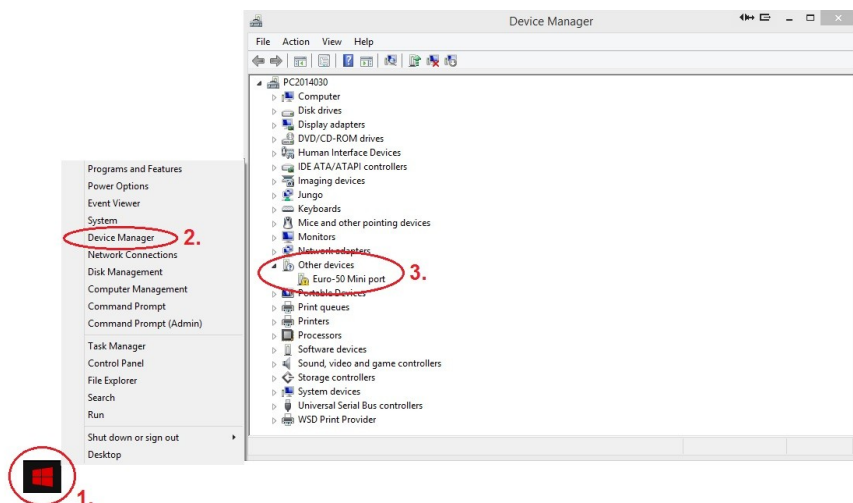 Device Manager
File Action View Help
PC2014030
Computer
Disk drives
Display adapters
DVD/CD-ROM drives
Human Interface Devices
IDE ATA/ATAPI controllers
Imaging devices
Jungo
Keyboards
Mice and other pointing devices
Monitors
Network adapters
Other devices
Euro-50 Mini port
3.
Portable Devices
Print queues
Printers
Processors
Software devices
Sound, video and game controllers
Storage controllers
System devices
Universal Serial Bus controllers
WSD Print Provider
Programs and Features
Power Options
Event Viewer
System
Device Manager
2.
Network Connections
Disk Management
Computer Management
Command Prompt
Command Prompt (Admin)
Task Manager
Control Panel
File Explorer
Search
Run
Shut down or sign out
Desktop
1.